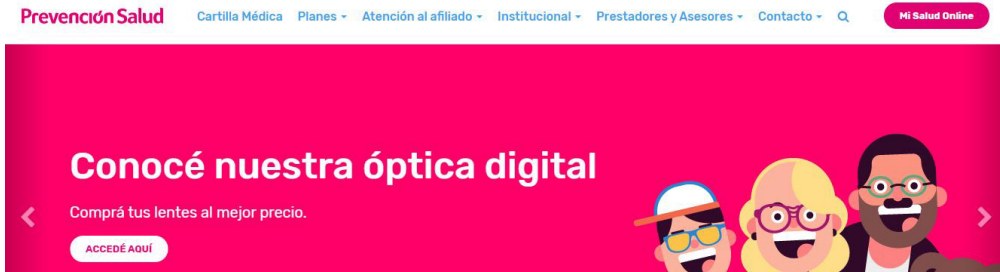 Prevención Salud
Cartilla Médica Planes Atención al afiliado Institucional Prestadores y Asesores Contacto Mi Salud Online
Conocé nuestra óptica digital
Comprá tus lentes al mejor precio.
ACCEDÉ AQUÍ